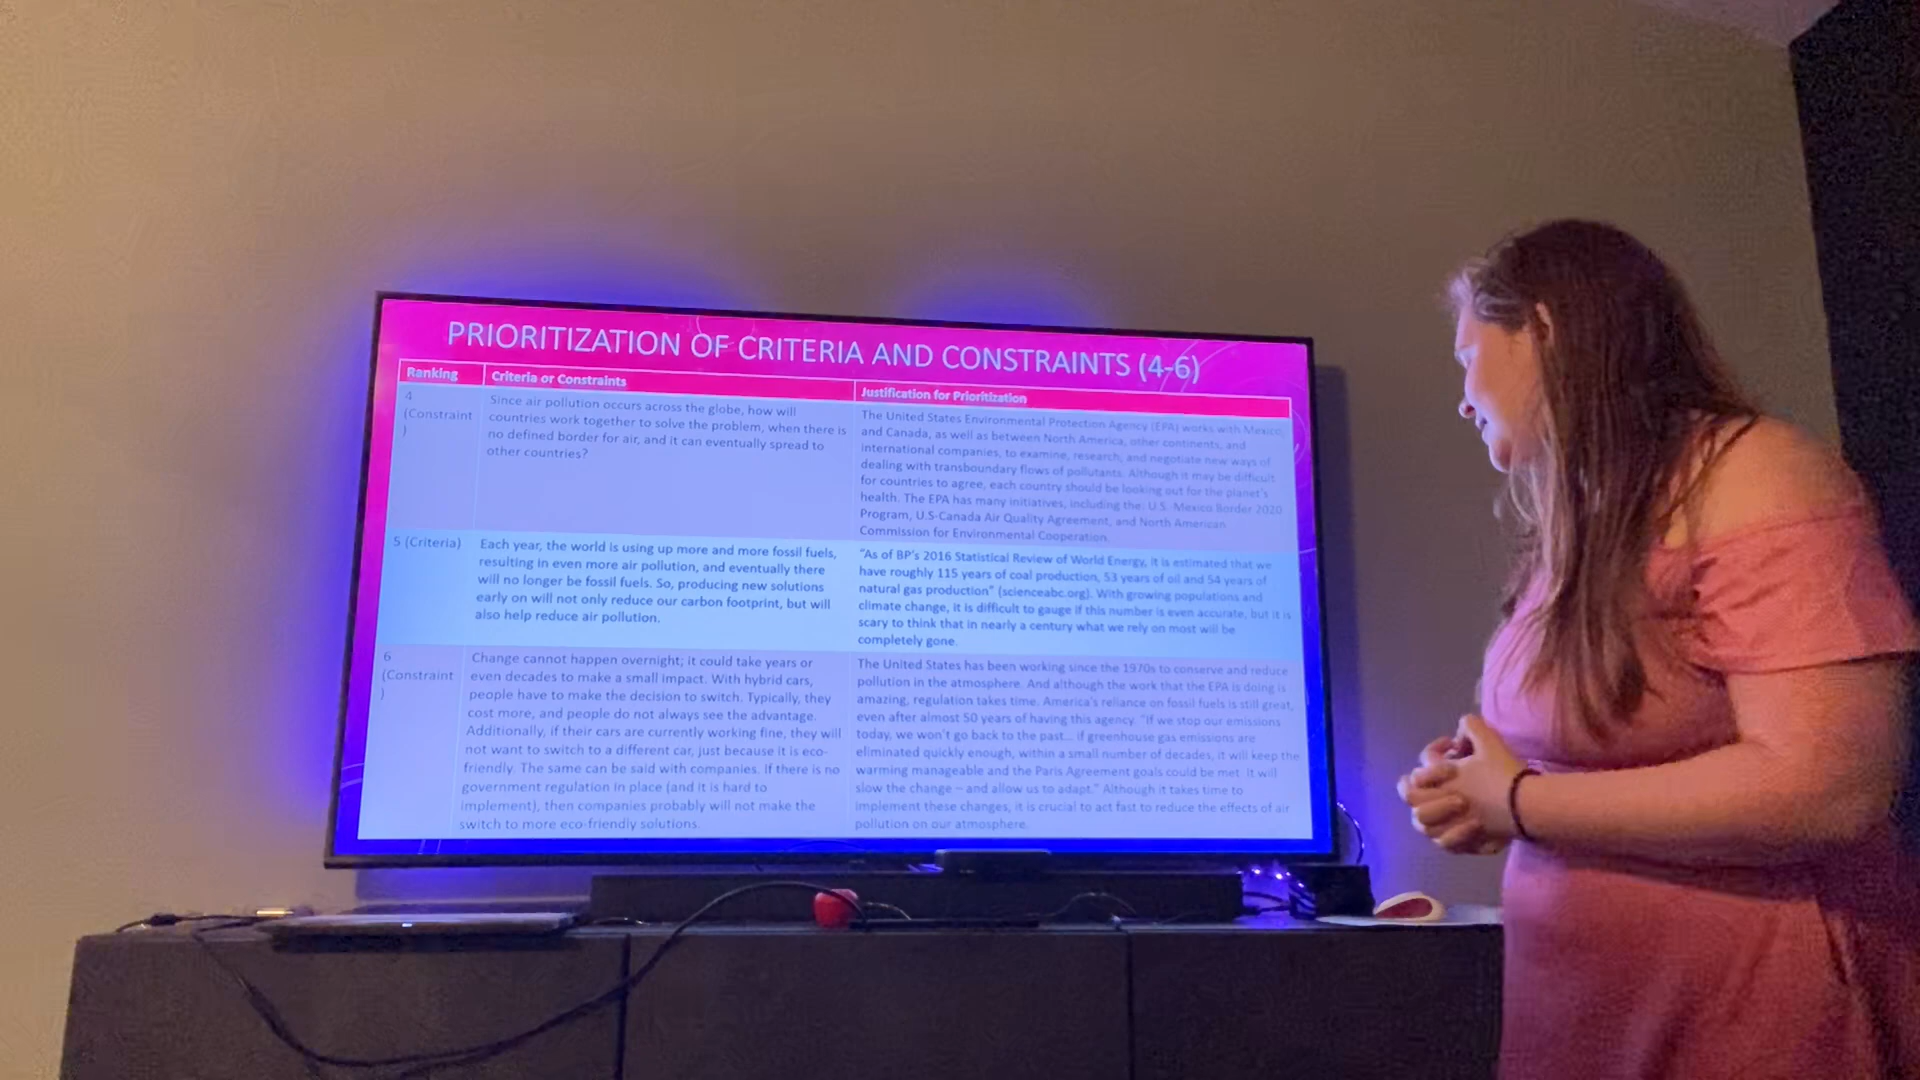 PRIORITIZATION OF CRITERIA AND CONSTRAINTS (4-6)
Ranking
Criteria or Constraints
Justification for Prioritization
4
(Constraint
)
Since air pollution occurs across the globe, how will
countries work together to solve the problem, when there is
no defined border for air, and it can eventually spread to
other countries?
The United States Environmental Protection Agency (EPA) works with Mexico
and Canada, as well as between North America, other continents, and
international companies, to examine, research, and negotiate new ways of
dealing with transboundary flows of pollutants. Although it may be difficult
for countries to agree, each country should be looking out for the planet's
health. The EPA has many initiatives, including the: U.S.-Mexico Border 2020
Program, U.S-Canada Air Quality Agreement, and North American
Commission for Environmental Cooperation.
5 (Criteria)
Each year, the world is using up more and more fossil fuels,
resulting in even more air pollution, and eventually there
will no longer be fossil fuels. So, producing new solutions
early on will not only reduce our carbon footprint, but will
also help reduce air pollution.
"As of BP's 2016 Statistical Review of World Energy, it is estimated that we
have roughly 115 years of coal production, 53 years of oil and 54 years of
natural gas production" (scienceabc.org). With growing populations and
climate change, it is difficult to gauge if this number is even accurate, but it is
scary to think that in nearly a century what we rely on most will be
completely gone.
6
(Constraint
)
Change cannot happen overnight; it could take years or
even decades to make a small impact. With hybrid cars,
people have to make the decision to switch. Typically, they
cost more, and people do not always see the advantage.
Additionally, if their cars are currently working fine, they will
not want to switch to a different car, just because it is eco-
friendly. The same can be said with companies. If there is no
government regulation in place (and it is hard to
implement), then companies probably will not make the
switch to more eco-friendly solutions.
The United States has been working since the 1970s to conserve and reduce
pollution in the atmosphere. And although the work that the EPA is doing is
amazing, regulation takes time. America's reliance on fossil fuels is still great,
even after almost 50 years of having this agency. "If we stop our emissions
today, we won't go back to the past... if greenhouse gas emissions are
eliminated quickly enough, within a small number of decades, it will keep the
warming manageable and the Paris Agreement goals could be met. It will
slow the change – and allow us to adapt." Although it takes time to
implement these changes, it is crucial to act fast to reduce the effects of air
pollution on our atmosphere.